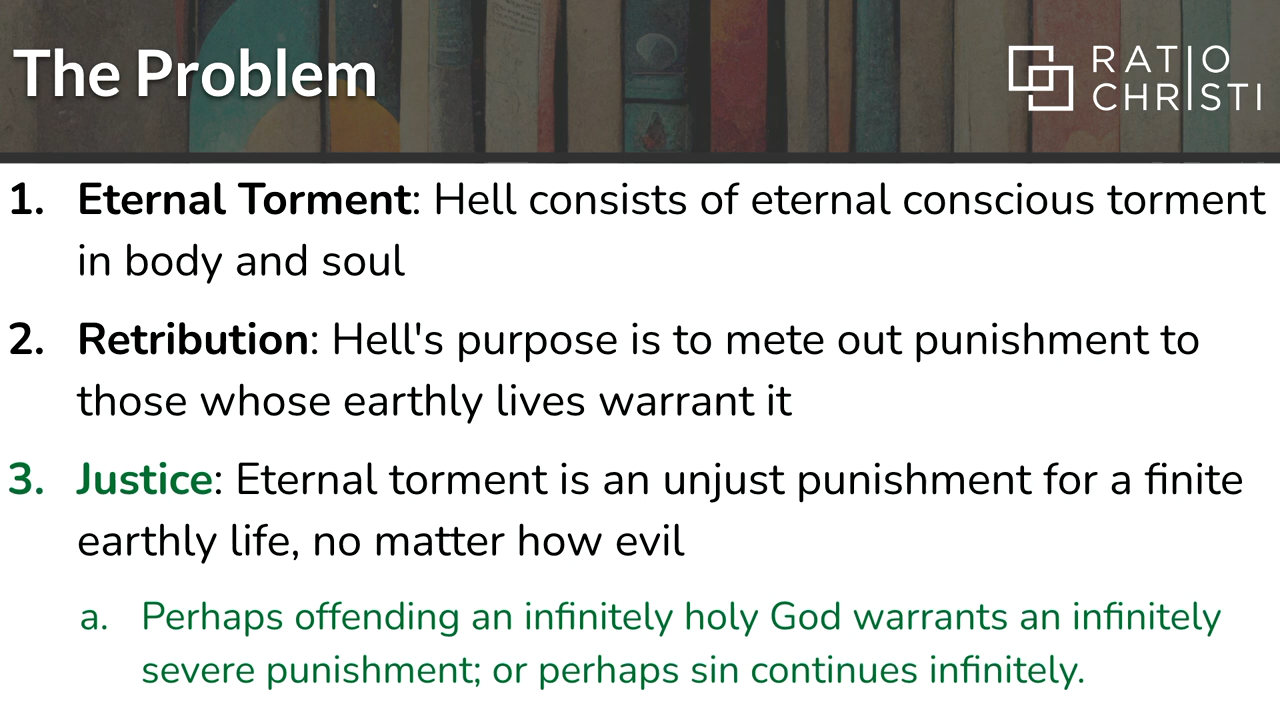 The Problem
RATIO
CHRISTI
1. Eternal Torment: Hell consists of eternal conscious torment
in body and soul
2. Retribution: Hell's purpose is to mete out punishment to
those whose earthly lives warrant it
3. Justice: Eternal torment is an unjust punishment for a finite
earthly life, no matter how evil
a. Perhaps offending an infinitely holy God warrants an infinitely
severe punishment; or perhaps sin continues infinitely.